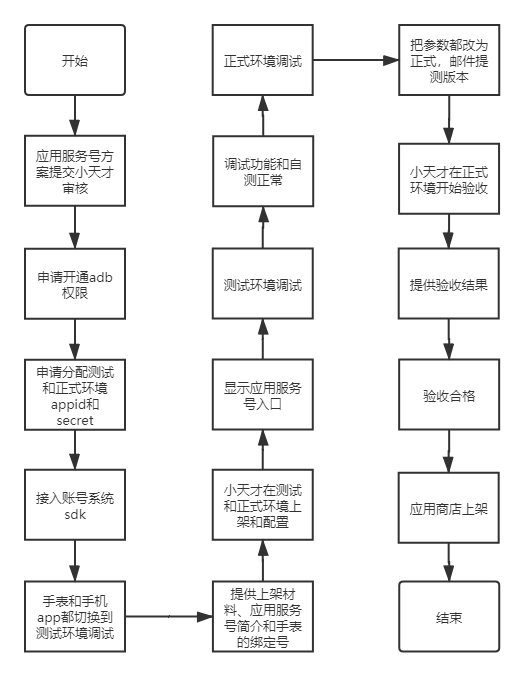 开始
应用服务号方
案提交小天才
审核
申请开通adb
权限
申请分配测试
和正式环境
appid和
secret
接入账号系统
sdk
手表和手机
app都切换到
测试环境调试
提供上架材
料、应用服务
号简介和手表
的绑定号
小天才在测试
和正式环境上
架和配置
显示应用服务
号入口
测试环境调试
调试功能和自
测正常
正式环境调试
把参数都改为
正式，邮件提
测版本
小天才在正式
环境开始验收
提供验收结果
验收合格
应用商店上架
结束